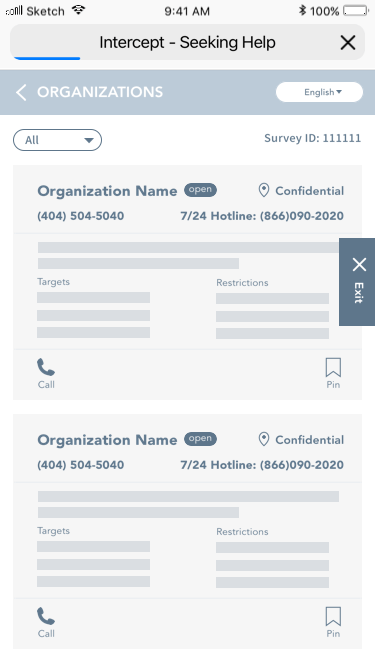 Sketch 9:41 AM 100%
Intercept - Seeking Help
ORGANIZATIONS English
All Survey ID: 111111
Organization Name open Confidential
(404) 504-5040 7/24 Hotline: (866)090-2020
Targets Restrictions
Exit
Call Pin
Organization Name open Confidential
(404) 504-5040 7/24 Hotline: (866)090-2020
Targets Restrictions
Call Pin